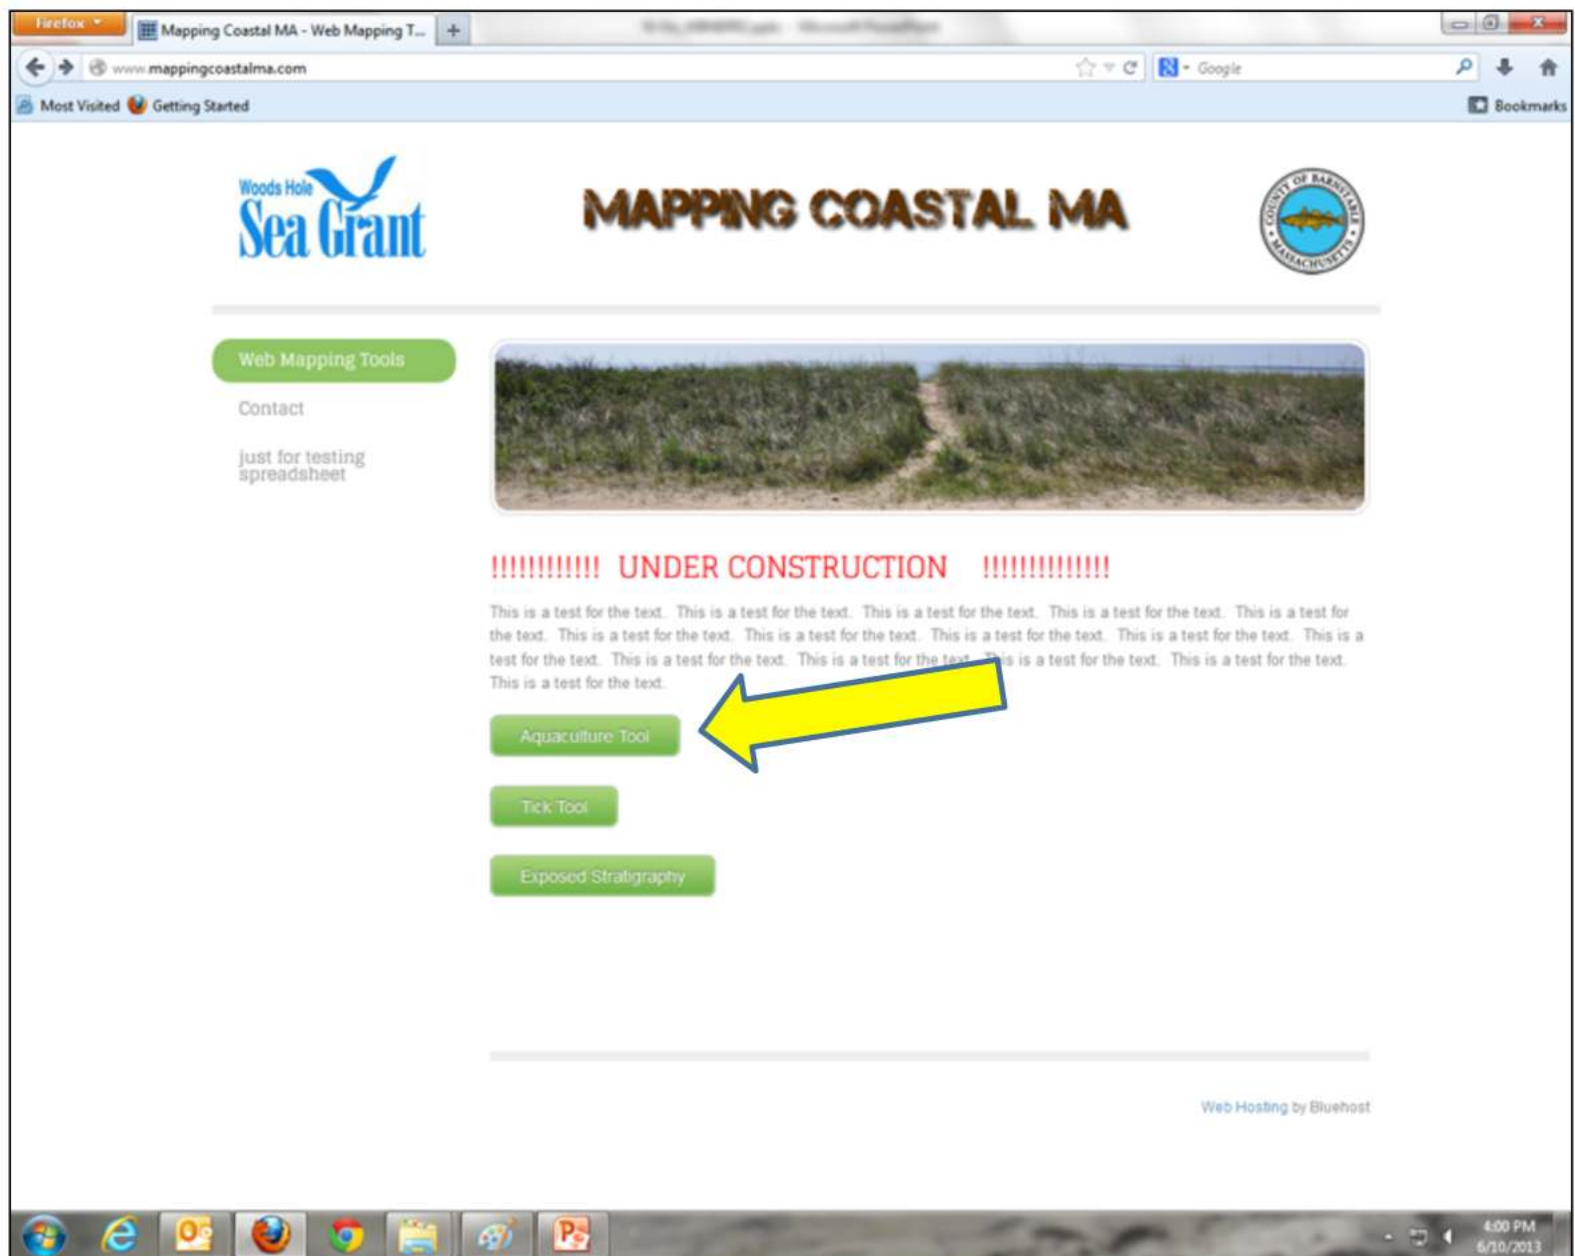 Firefox
Mapping Coastal MA - Web Mapping T...
www.mappingcoastalma.com
Google
Most Visited Getting Started
Bookmarks
Woods Hole
Sea Grant
MAPPING COASTAL MA
COUNTY OF BARNSTABLE
MASSACHUSETTS
Web Mapping Tools
Contact
just for testing
spreadsheet
!!!!!!!!!!!! UNDER CONSTRUCTION !!!!!!!!!!!!!!
This is a test for the text. This is a test for the text. This is a test for the text. This is a test for the text. This is a test for
the text. This is a test for the text. This is a test for the text. This is a test for the text. This is a test for the text. This is a
test for the text. This is a test for the text. This is a test for the text. This is a test for the text. This is a test for the text.
This is a test for the text.
Aquaculture Tool
Tick Tool
Exposed Stratigraphy
Web Hosting by Bluehost
4:00 PM
6/10/2013